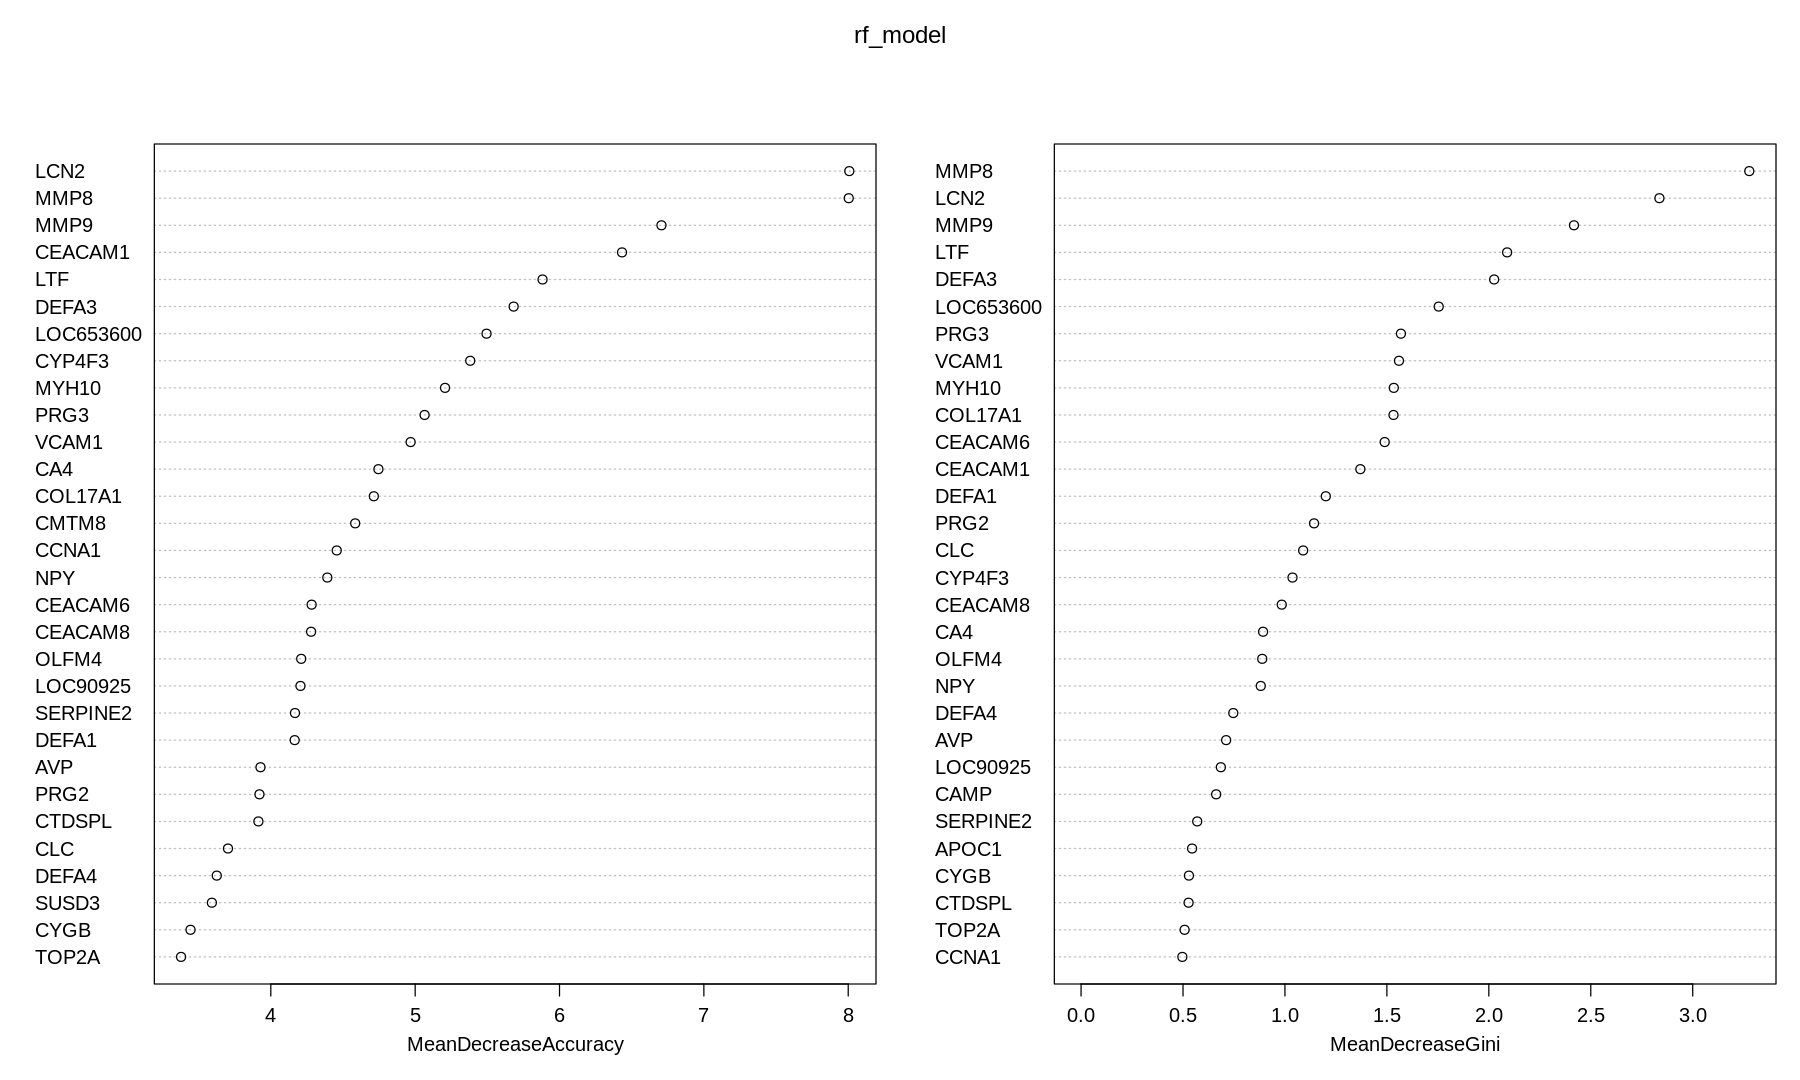 rf_model
LCN2
MMP8
MMP9
CEACAM1
LTF
DEFA3
LOC653600
CYP4F3
MYH10
PRG3
VCAM1
CA4
COL17A1
CMTM8
CCNA1
NPY
CEACAM6
CEACAM8
OLFM4
LOC90925
SERPINE2
DEFA1
AVP
PRG2
CTDSPL
CLC
DEFA4
SUSD3
CYGB
TOP2A
4 5 6 7 8
MeanDecreaseAccuracy
MMP8
LCN2
MMP9
LTF
DEFA3
LOC653600
PRG3
VCAM1
MYH10
COL17A1
CEACAM6
CEACAM1
DEFA1
PRG2
CLC
CYP4F3
CEACAM8
CA4
OLFM4
NPY
DEFA4
AVP
LOC90925
CAMP
SERPINE2
APOC1
CYGB
CTDSPL
TOP2A
CCNA1
0.0 0.5 1.0 1.5 2.0 2.5 3.0
MeanDecreaseGini